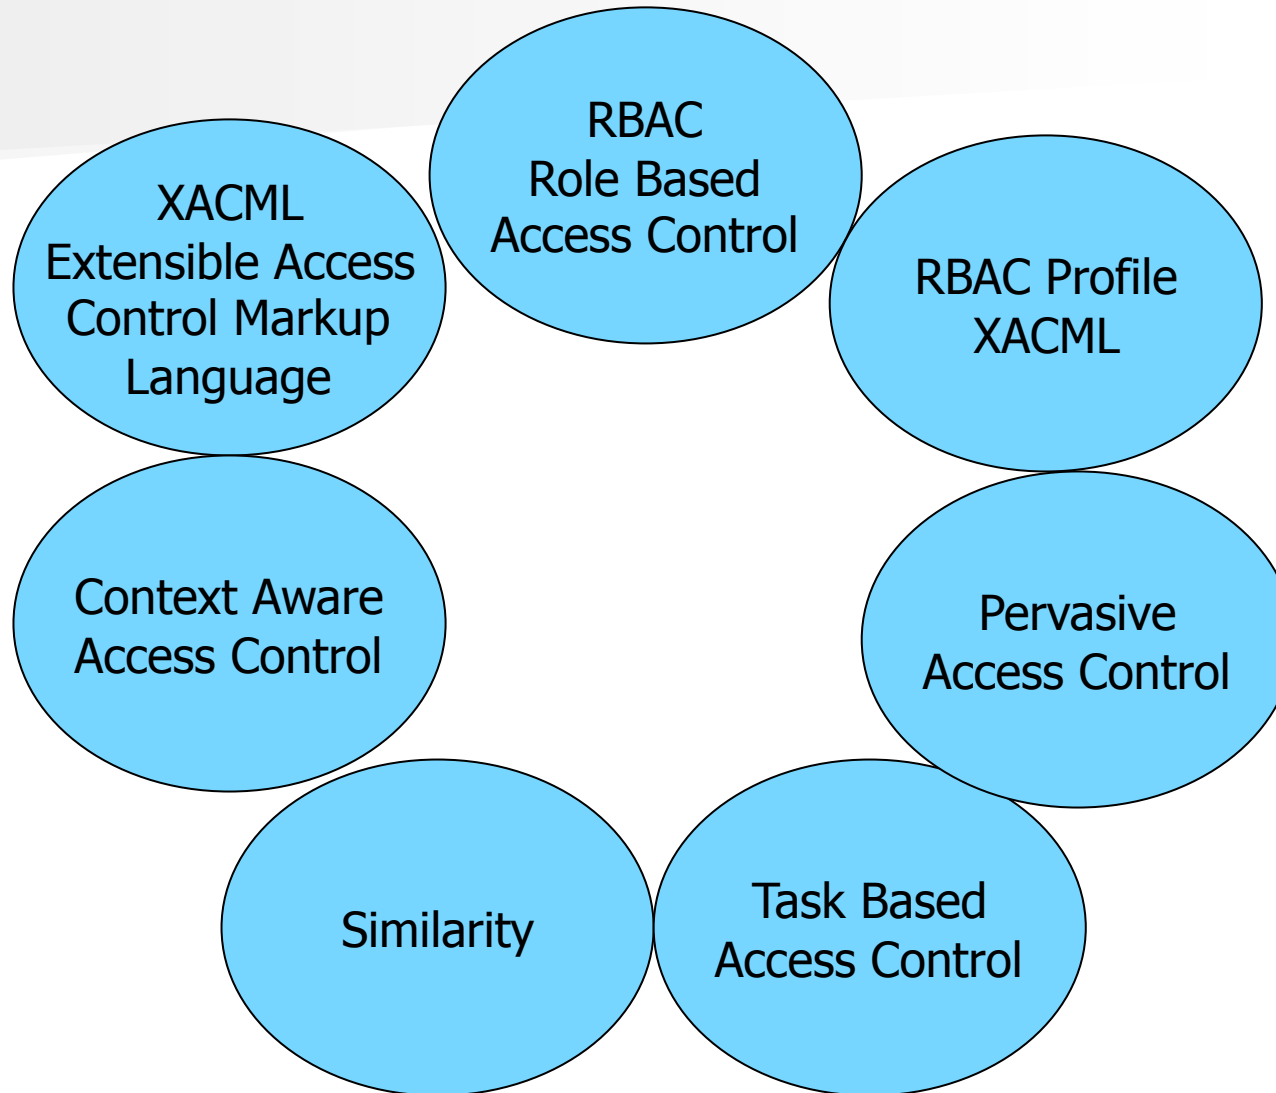 RBAC
Role Based
Access Control
XACML
Extensible Access
Control Markup
Language
RBAC Profile
XACML
Context Aware
Access Control
Pervasive
Access Control
Similarity
Task Based
Access Control